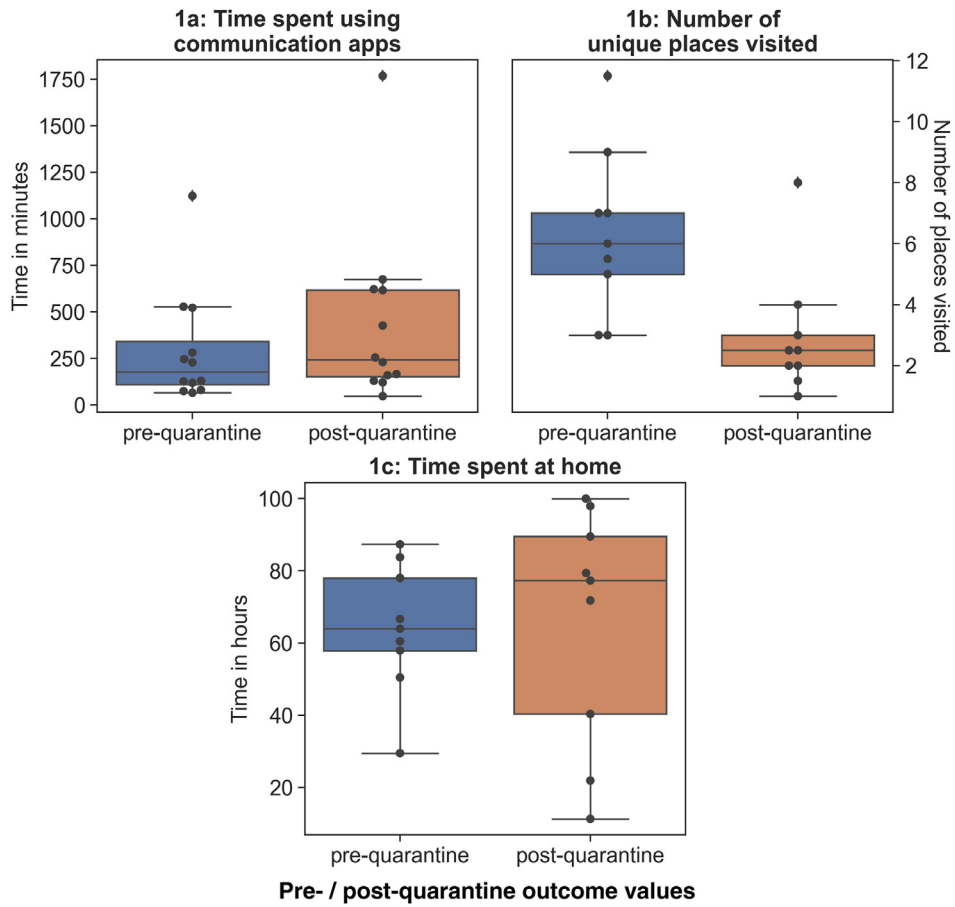 1a: Time spent using
communication apps
1b: Number of
unique places visited
1750
1500
1250
1000
750
500
250
0
Time in minutes
pre-quarantine
post-quarantine
12
10
8
6
4
2
Number of places visited
pre-quarantine
post-quarantine
1c: Time spent at home
100
80
60
40
20
Time in hours
pre-quarantine
post-quarantine
Pre- / post-quarantine outcome values